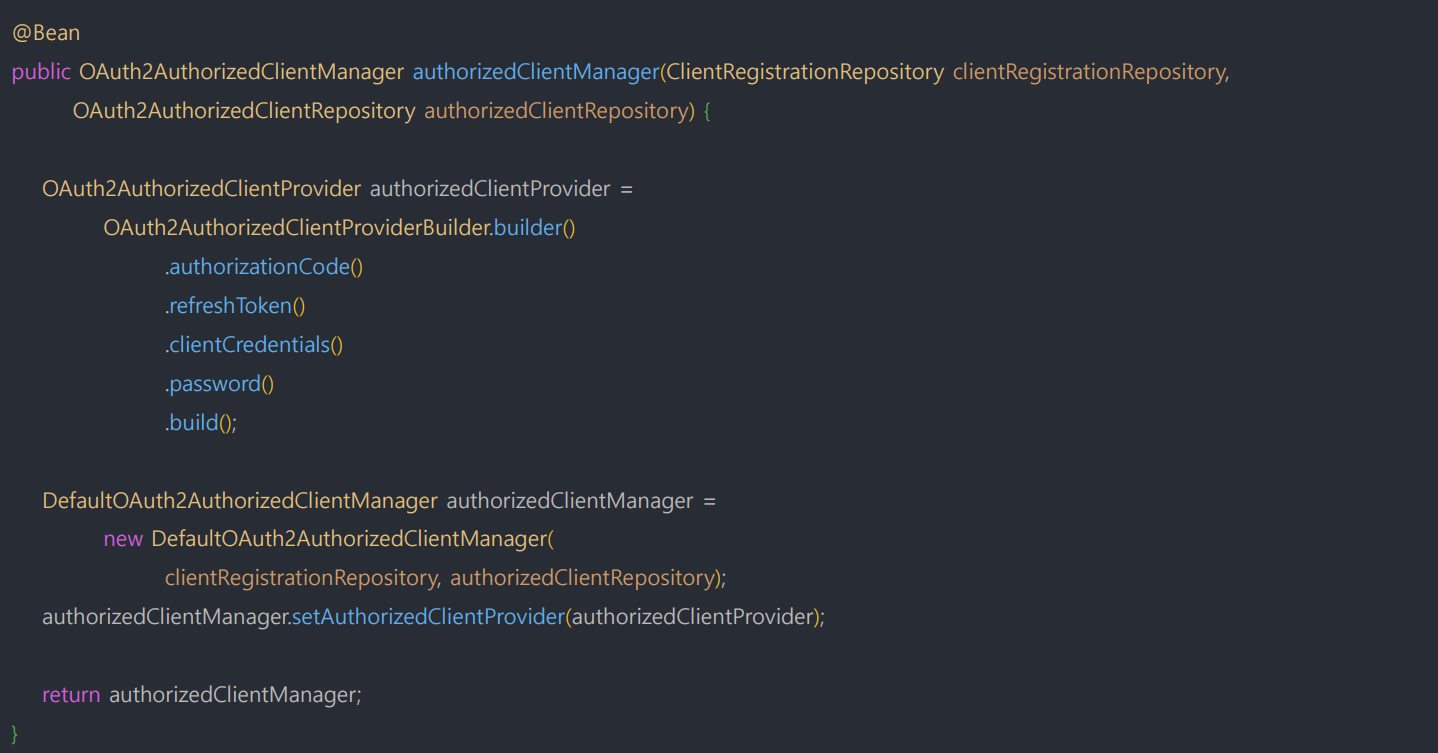 @Bean
public OAuth2AuthorizedClientManager authorizedClientManager(ClientRegistrationRepository clientRegistrationRepository,
OAuth2AuthorizedClientRepository authorizedClientRepository) {
OAuth2AuthorizedClientProvider authorizedClientProvider =
OAuth2AuthorizedClientProviderBuilder.builder()
.authorizationCode()
.refreshToken()
.clientCredentials()
.password()
.build();
DefaultOAuth2AuthorizedClientManager authorizedClientManager =
new DefaultOAuth2AuthorizedClientManager(
clientRegistrationRepository, authorizedClientRepository);
authorizedClientManager.setAuthorizedClientProvider(authorizedClientProvider);
return authorizedClientManager;
}